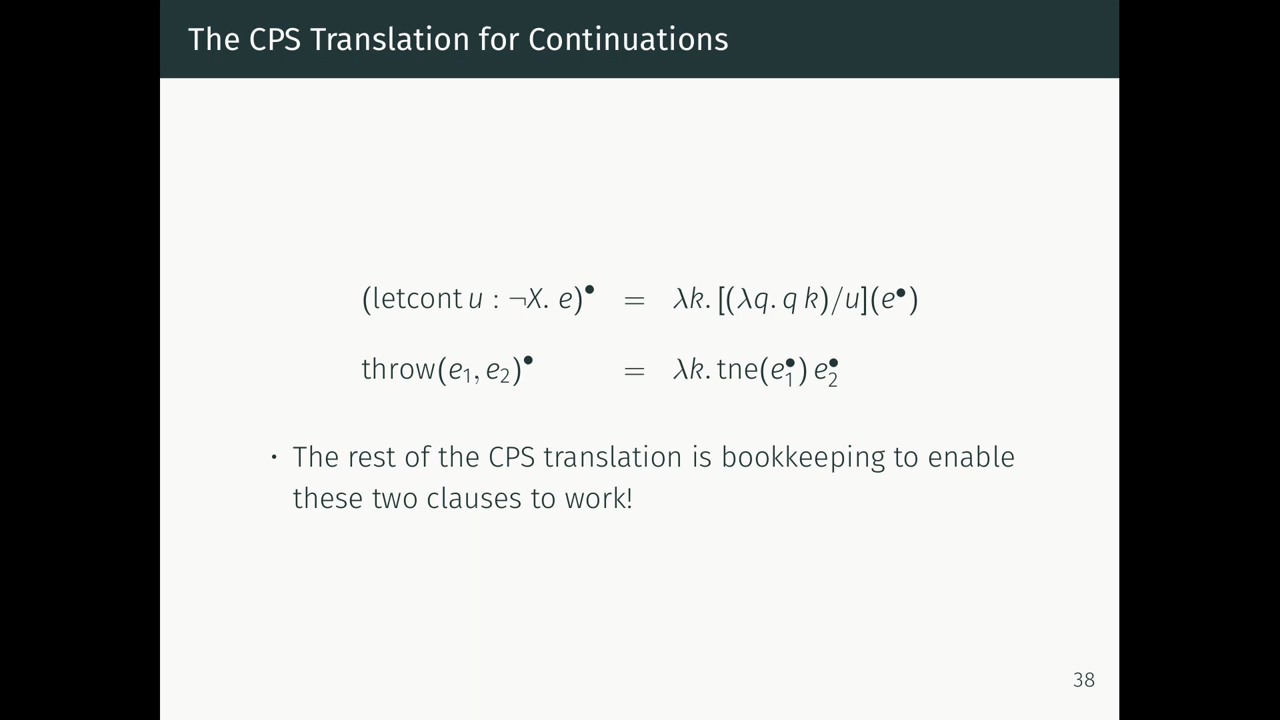 The CPS Translation for Continuations
(letcont u : ¬X. e)• = λk. [(λq. q k)/u](e•)
throw(e₁, e₂)• = λk. tne(e₁•) e₂•
· The rest of the CPS translation is bookkeeping to enable
these two clauses to work!
38